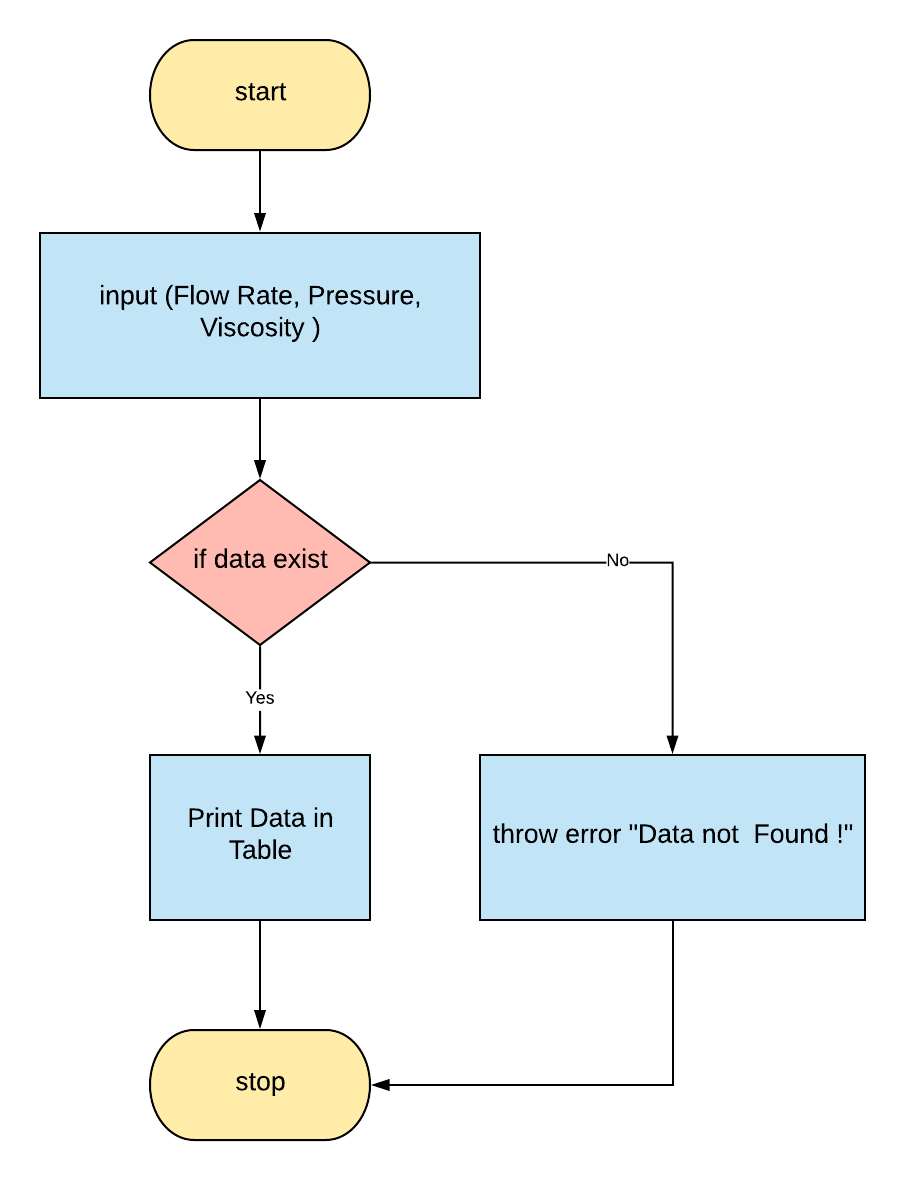 start
input (Flow Rate, Pressure,
Viscosity )
if data exist
No
Yes
Print Data in
Table
throw error "Data not  Found !"
stop